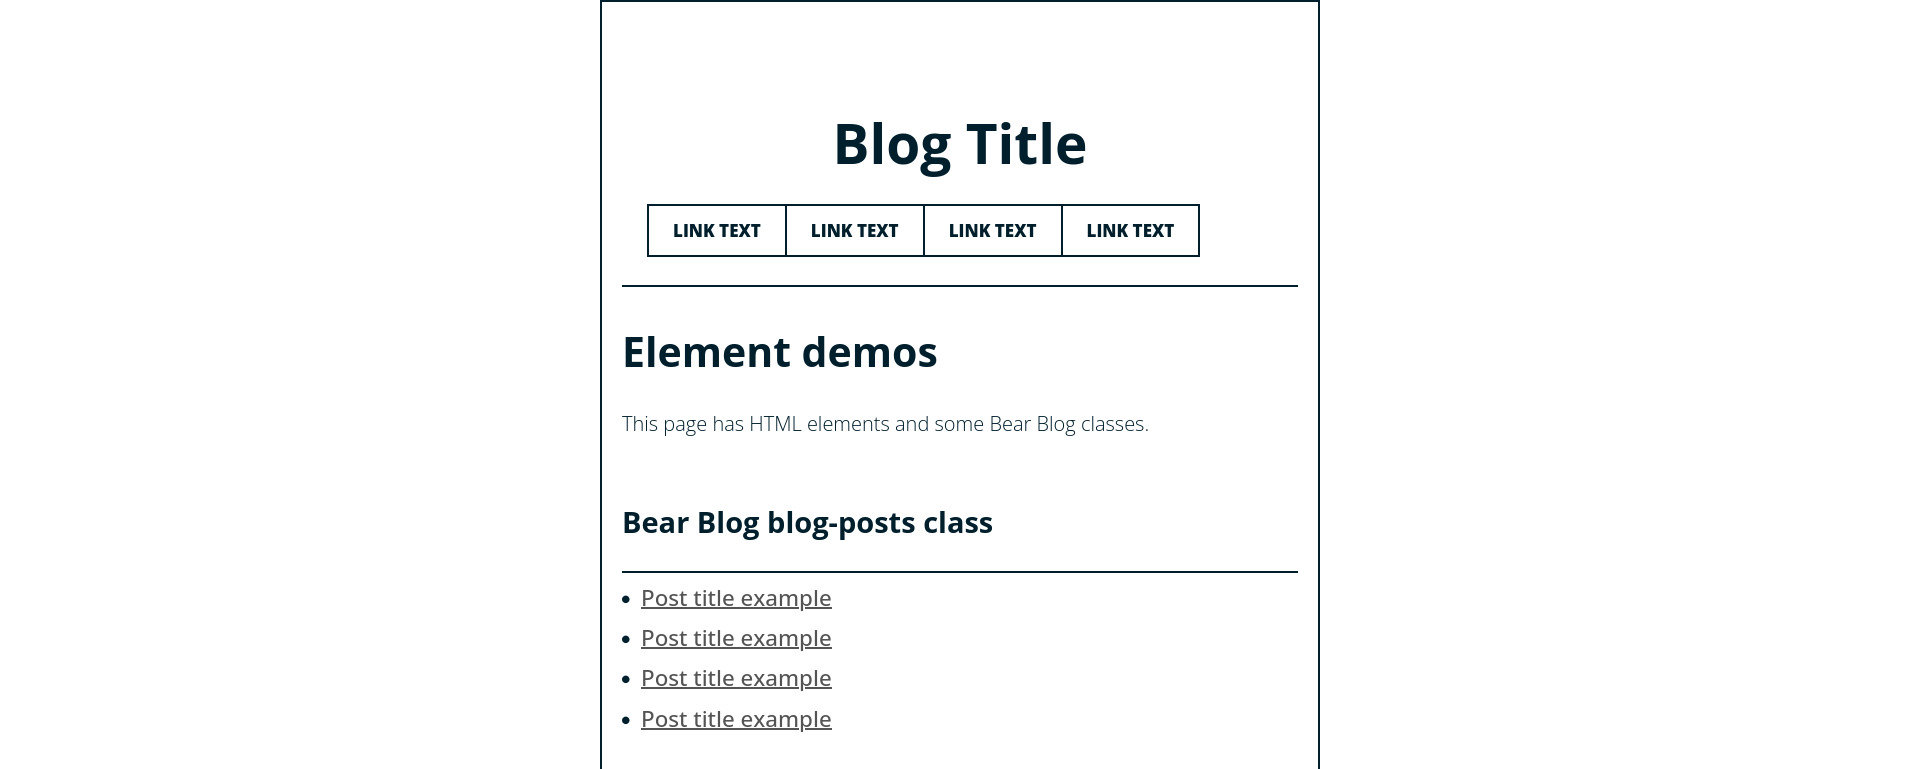 Blog Title
LINK TEXT LINK TEXT LINK TEXT LINK TEXT
Element demos
This page has HTML elements and some Bear Blog classes.
Bear Blog blog-posts class
• Post title example
• Post title example
• Post title example
• Post title example